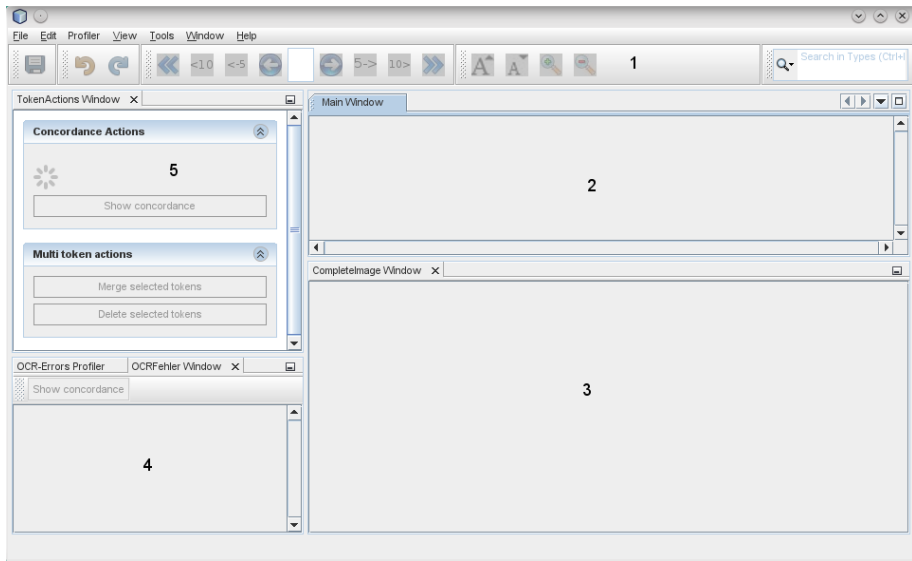 File Edit Profiler View Tools Window Help
<10 <-5 5-> 10> A A 1 Search in Types (Ctrl+I
TokenActions Window
Main Window
Concordance Actions
5
Show concordance
2
Multi token actions
Merge selected tokens
Delete selected tokens
CompleteImage Window
3
OCR-Errors Profiler OCRFehler Window
Show concordance
4